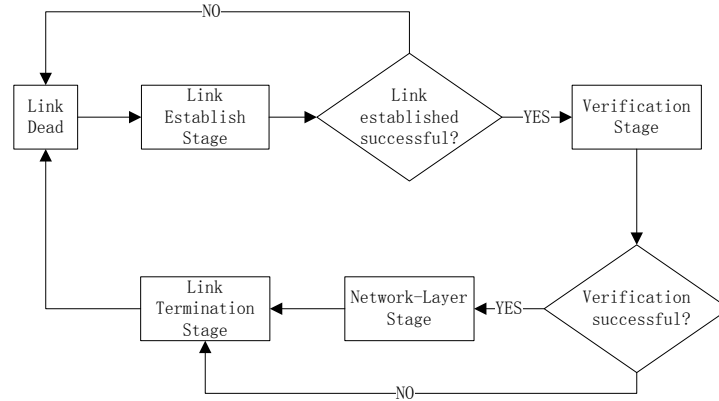 NO
Link
Dead
Link
Establish
Stage
Link
established
successful?
YES
Verification
Stage
Link
Termination
Stage
Network-Layer
Stage
YES
Verification
successful?
NO